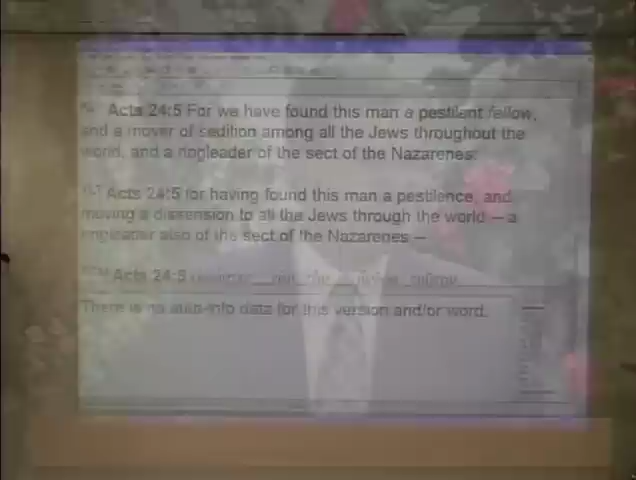 Acts 24:5 For we have found this man a pestilent fellow,
and a mover of sedition among all the Jews throughout the
world, and a ringleader of the sect of the Nazarenes:
Acts 24:5 for having found this man a pestilence, and
moving a dissension to all the Jews through the world — a
ringleader also of the sect of the Nazarenes —
Acts 24:5
There is no auto-info data for this version and/or word.